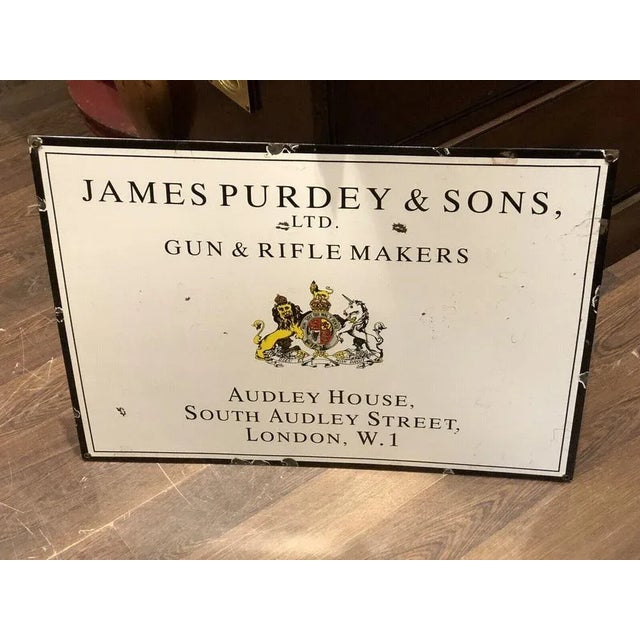 JAMES PURDEY & SONS,
LTD.
GUN & RIFLE MAKERS
AUDLEY HOUSE,
SOUTH AUDLEY STREET,
LONDON, W.1